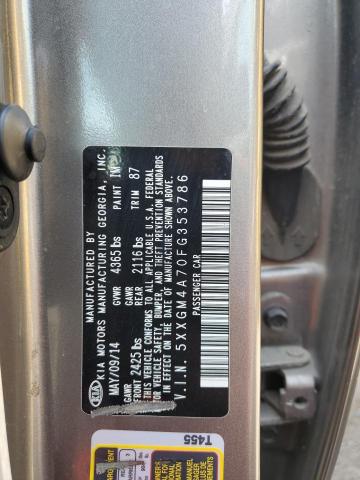 MANUFACTURED BY
KIA MOTORS MANUFACTURING GEORGIA, INC.
MAY/09/14 GVWR 4365 lbs PAINT
GAWR FRONT 2425 lbs GAWR REAR 2116 lbs TRIM 87
THIS VEHICLE CONFORMS TO ALL APPLICABLE U.S.A. FEDERAL
MOTOR VEHICLE SAFETY, BUMPER, AND THEFT PREVENTION STANDARDS
IN EFFECT ON THE DATE OF MANUFACTURE SHOWN ABOVE.
V.I.N. 5XXGM4A70FG353786
PASSENGER CAR
KIA
T455